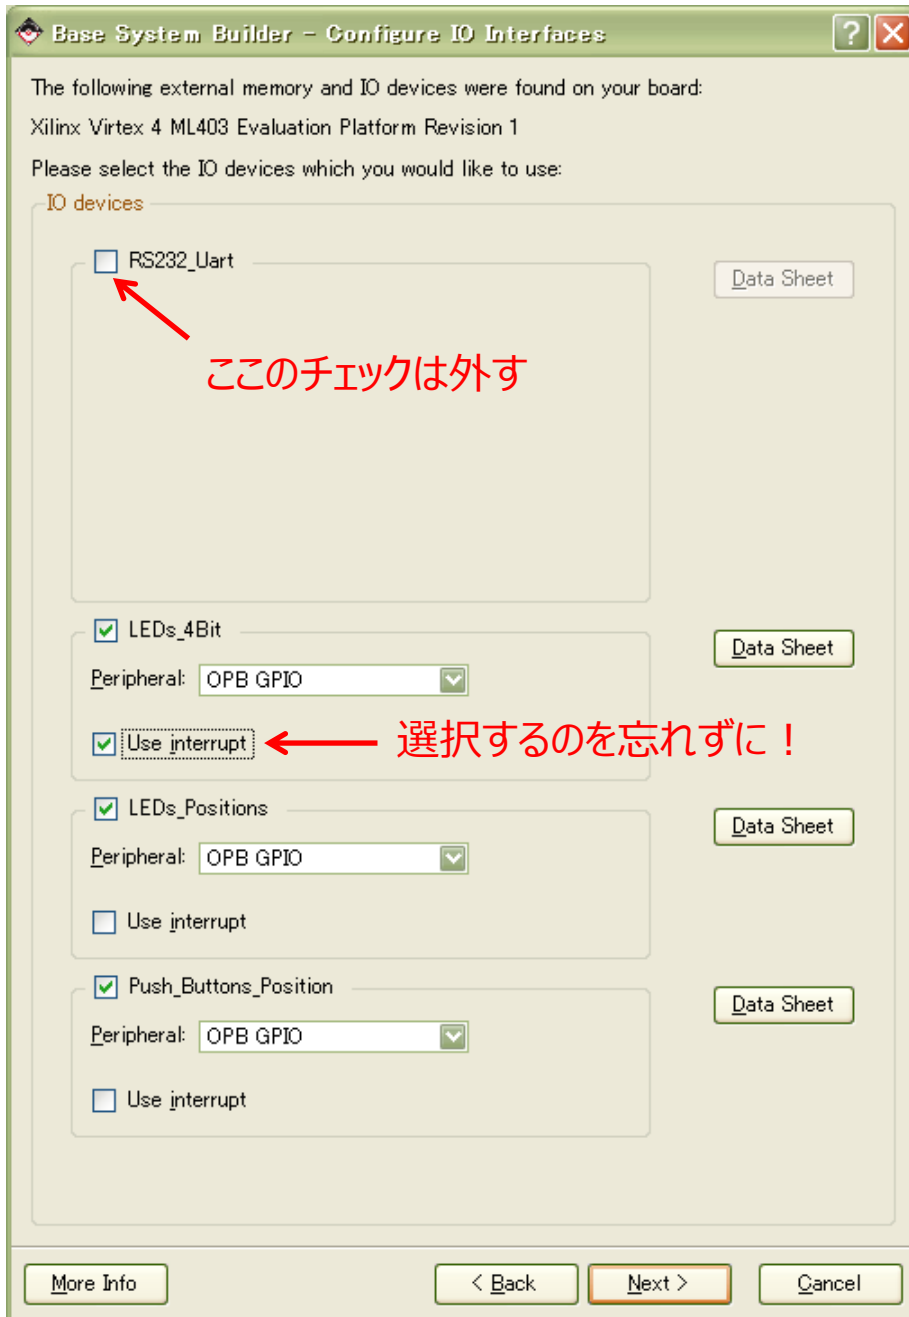 Base System Builder - Configure IO Interfaces
The following external memory and IO devices were found on your board:
Xilinx Virtex 4 ML403 Evaluation Platform Revision 1
Please select the IO devices which you would like to use:
IO devices
RS232_Uart
Data Sheet
ここのチェックは外す
LEDs_4Bit
Data Sheet
Peripheral: OPB GPIO
Use interrupt
選択するのを忘れずに！
LEDs_Positions
Data Sheet
Peripheral: OPB GPIO
Use interrupt
Push_Buttons_Position
Data Sheet
Peripheral: OPB GPIO
Use interrupt
More Info
< Back
Next >
Cancel